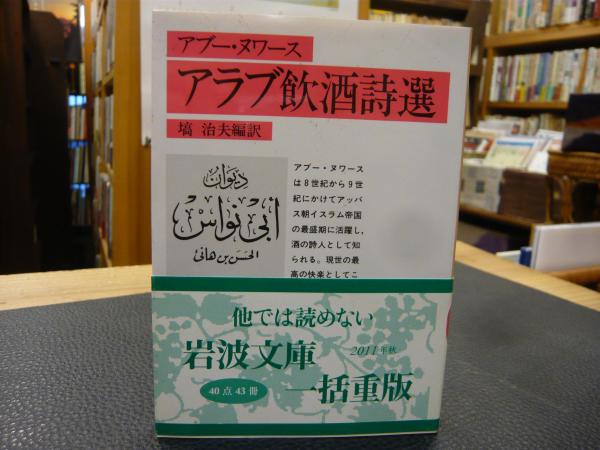 アブー・ヌワース
アラブ飲酒詩選
塙 治夫編訳
ديوان
أبي نواس
الحسن بن هانئ
アブー・ヌワース
は8世紀から9世
紀にかけてアッバ
ス朝イスラム帝国
の最盛期に活躍し,
酒の詩人として知
られる。現世の最
高の快楽としてこ
他では読めない
岩波文庫
2011年秋
40点43冊
一括重版